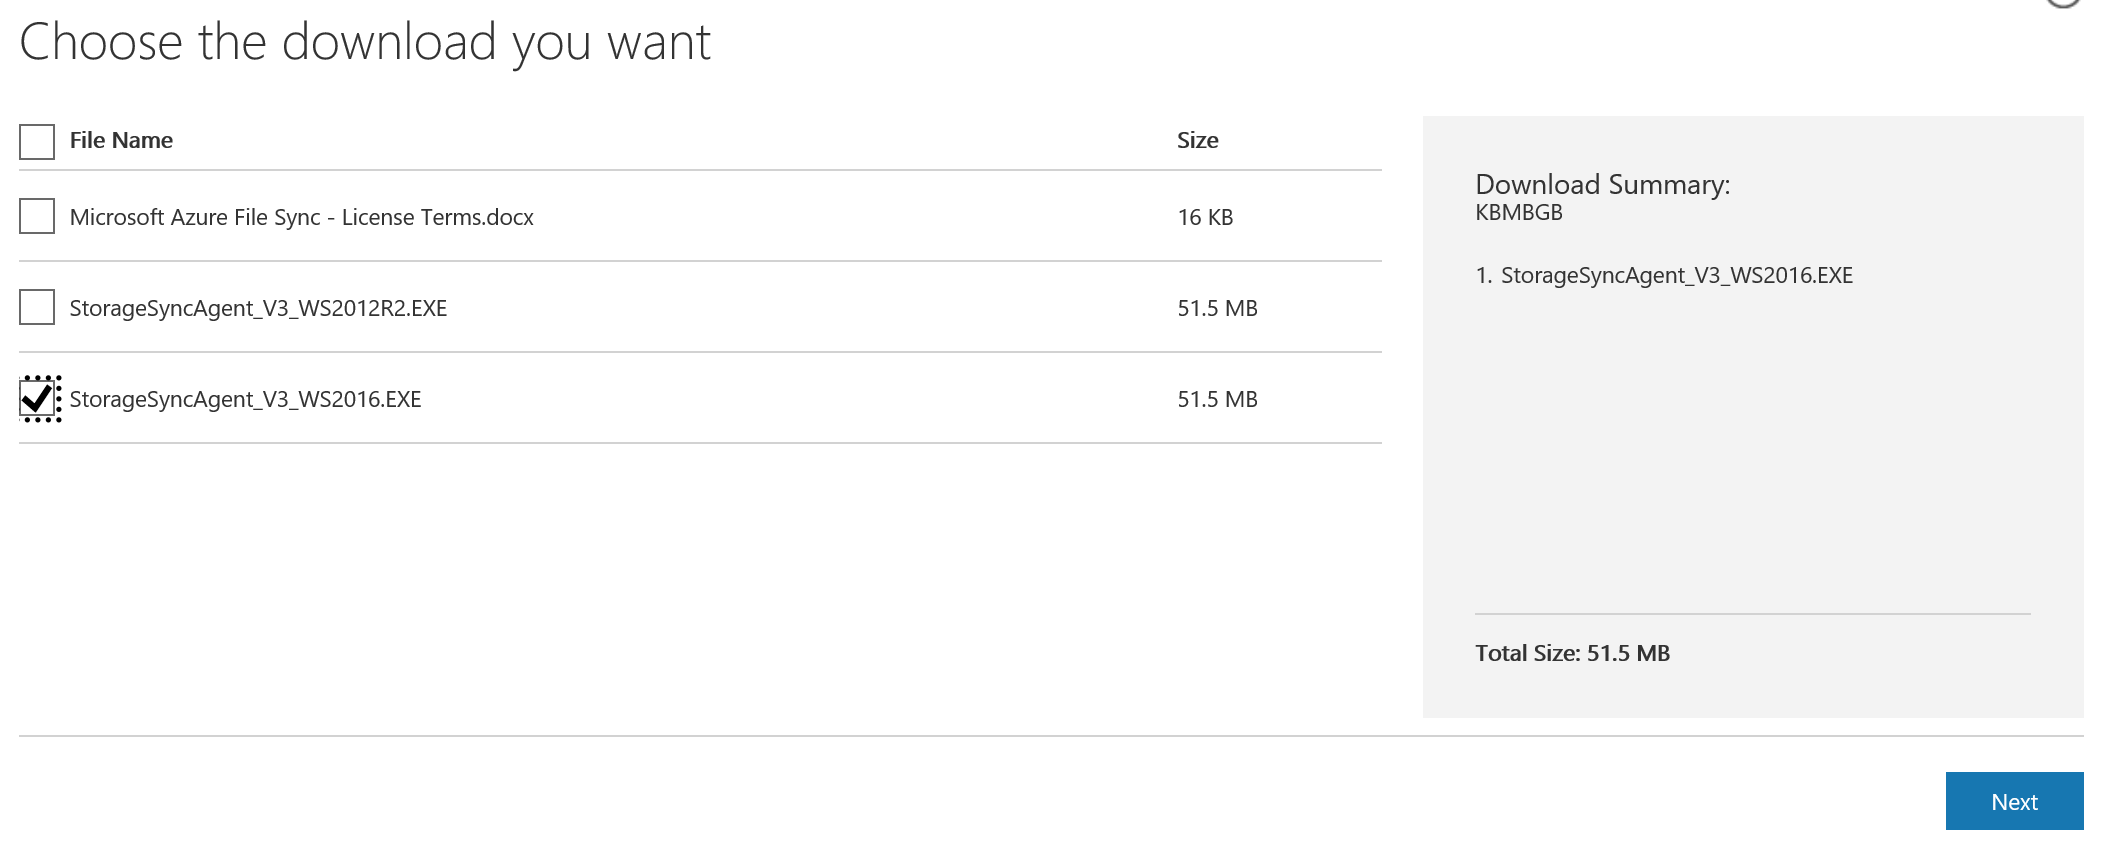 Choose the download you want
File Name Size
Microsoft Azure File Sync - License Terms.docx 16 KB
StorageSyncAgent_V3_WS2012R2.EXE 51.5 MB
StorageSyncAgent_V3_WS2016.EXE 51.5 MB
Download Summary:
KBMBGB
1. StorageSyncAgent_V3_WS2016.EXE
Total Size: 51.5 MB
Next